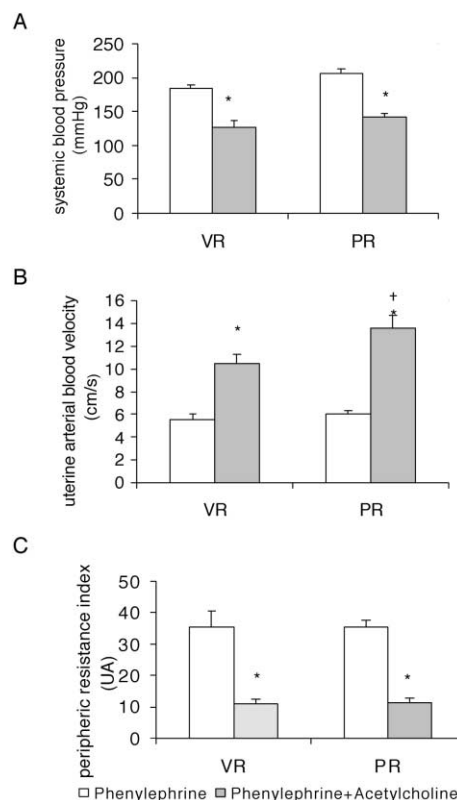 A
systemic blood pressure
(mmHg)
250
200
150
100
50
0
*
*
VR
PR
B
uterine arterial blood velocity
(cm/s)
16
14
12
10
8
6
4
2
0
*
†
*
VR
PR
C
peripheric resistance index
(UA)
50
40
30
20
10
0
*
*
VR
PR
Phenylephrine
Phenylephrine+Acetylcholine